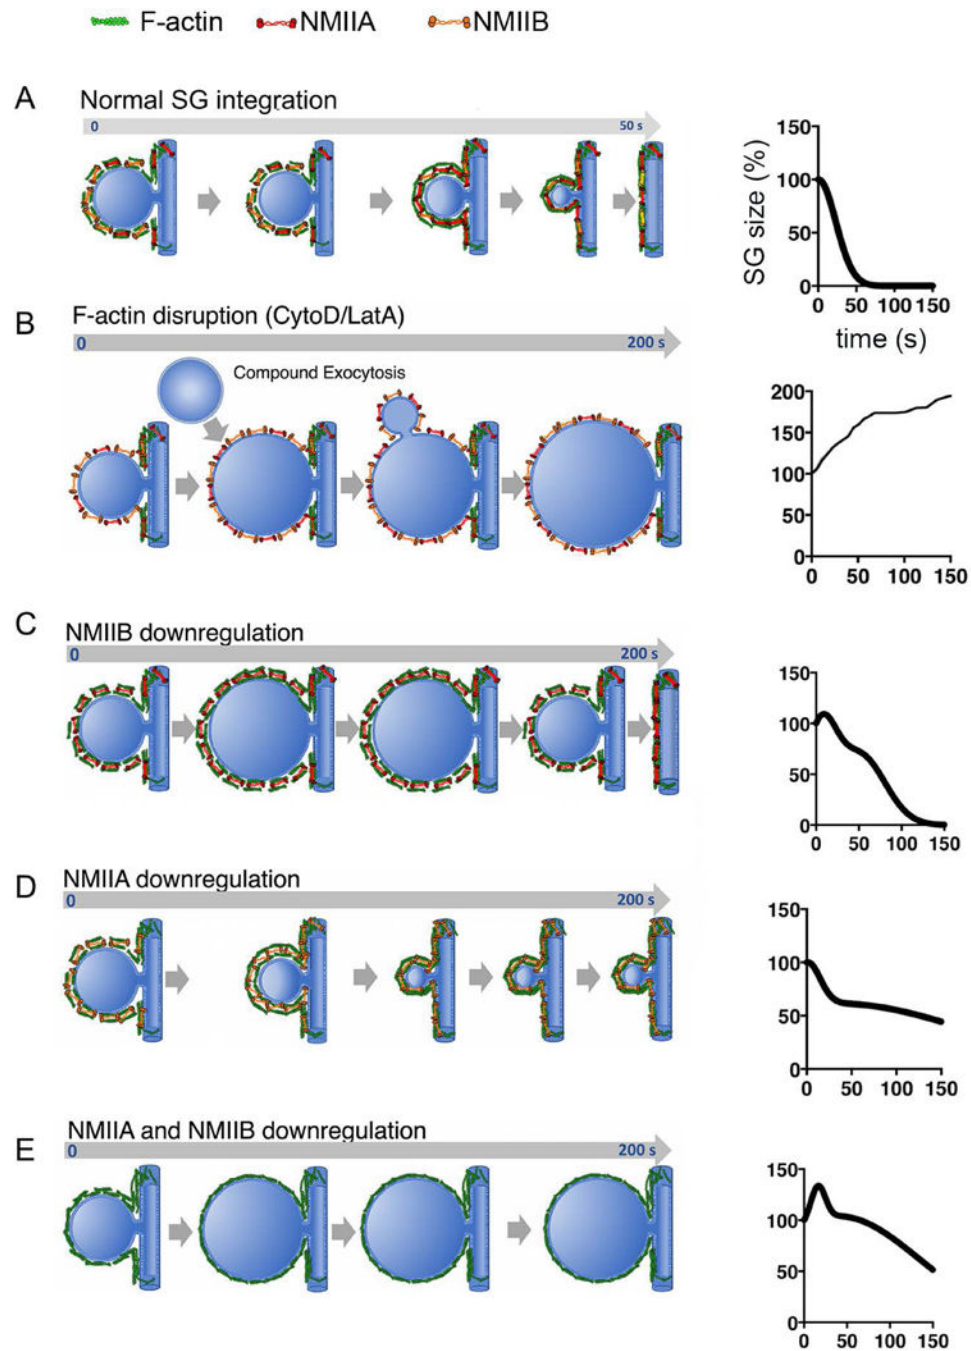 F-actin NMIIA NMIIB
A
Normal SG integration
0 50 s
150
100
50
0
SG size (%)
0 50 100 150
time (s)
B
F-actin disruption (CytoD/LatA)
0 200 s
Compound Exocytosis
200
150
100
50
0
0 50 100 150
C
NMIIB downregulation
0 200 s
150
100
50
0
0 50 100 150
D
NMIIA downregulation
0 200 s
150
100
50
0
0 50 100 150
E
NMIIA and NMIIB downregulation
0 200 s
150
100
50
0
0 50 100 150